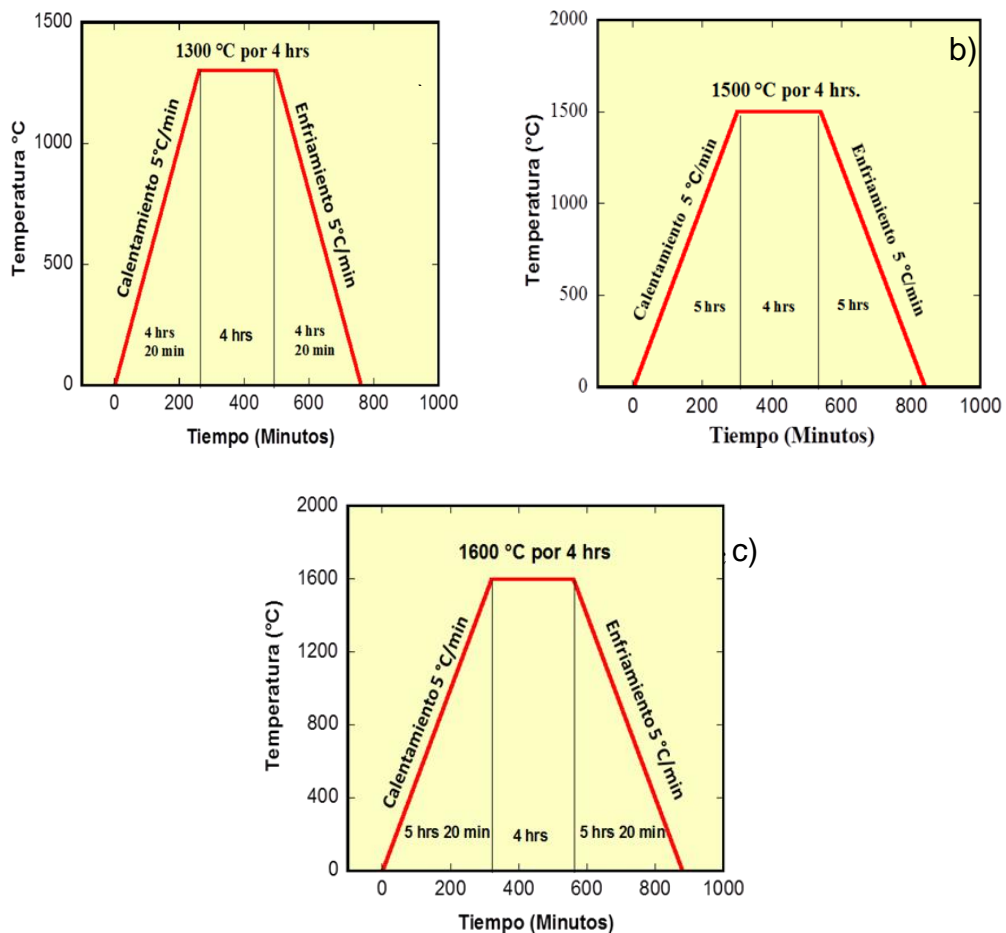 1500
1000
500
0
Temperatura °C
1300 °C por 4 hrs
Calentamiento 5°C/min
Enfriamiento 5°C/min
4 hrs
20 min
4 hrs
4 hrs
20 min
0 200 400 600 800 1000
Tiempo (Minutos)
b)
2000
1500
1000
500
0
Temperatura (°C)
1500 °C por 4 hrs.
Calentamiento 5 °C/min
Enfriamiento 5 °C/min
5 hrs
4 hrs
5 hrs
0 200 400 600 800 1000
Tiempo (Minutos)
c)
2000
1600
1200
800
400
0
Temperatura (°C)
1600 °C por 4 hrs
Calentamiento 5 °C/min
Enfriamiento 5 °C/min
5 hrs 20 min
4 hrs
5 hrs 20 min
0 200 400 600 800 1000
Tiempo (Minutos)